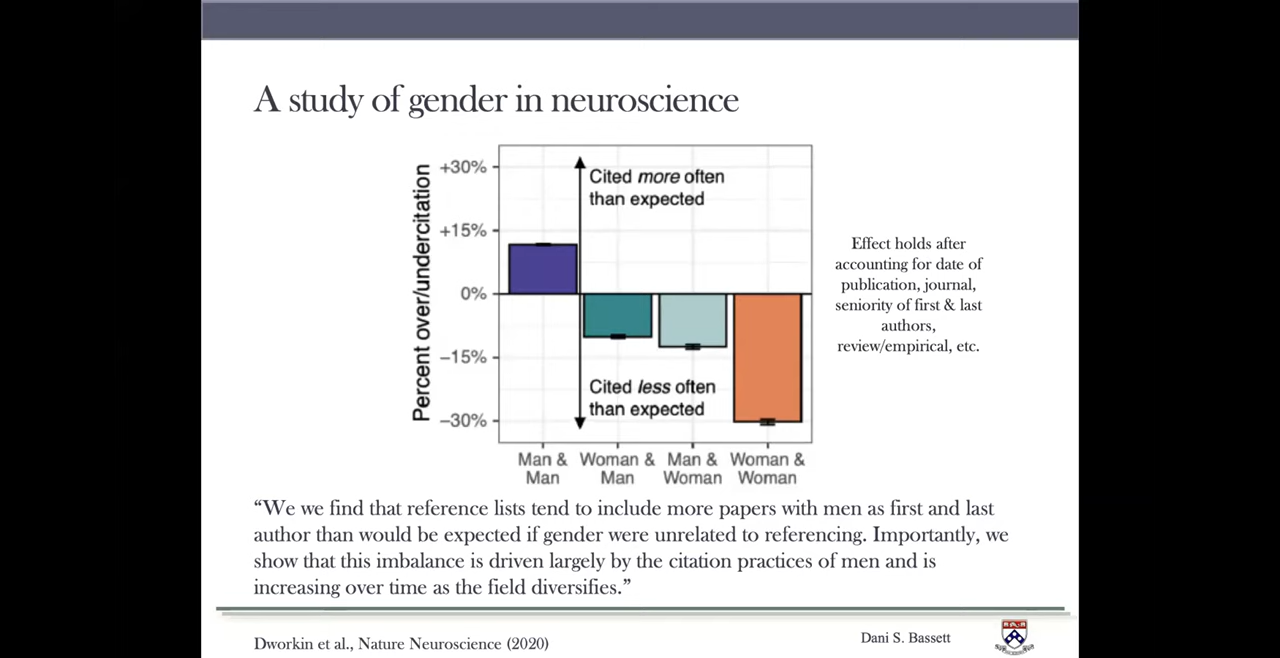 A study of gender in neuroscience
Percent over/undercitation
+30%
+15%
0%
−15%
−30%
Cited more often
than expected
Cited less often
than expected
Man &
Man
Woman &
Man
Man &
Woman
Woman &
Woman
Effect holds after
accounting for date of
publication, journal,
seniority of first & last
authors,
review/empirical, etc.
“We we find that reference lists tend to include more papers with men as first and last
author than would be expected if gender were unrelated to referencing. Importantly, we
show that this imbalance is driven largely by the citation practices of men and is
increasing over time as the field diversifies.”
Dworkin et al., Nature Neuroscience (2020)
Dani S. Bassett